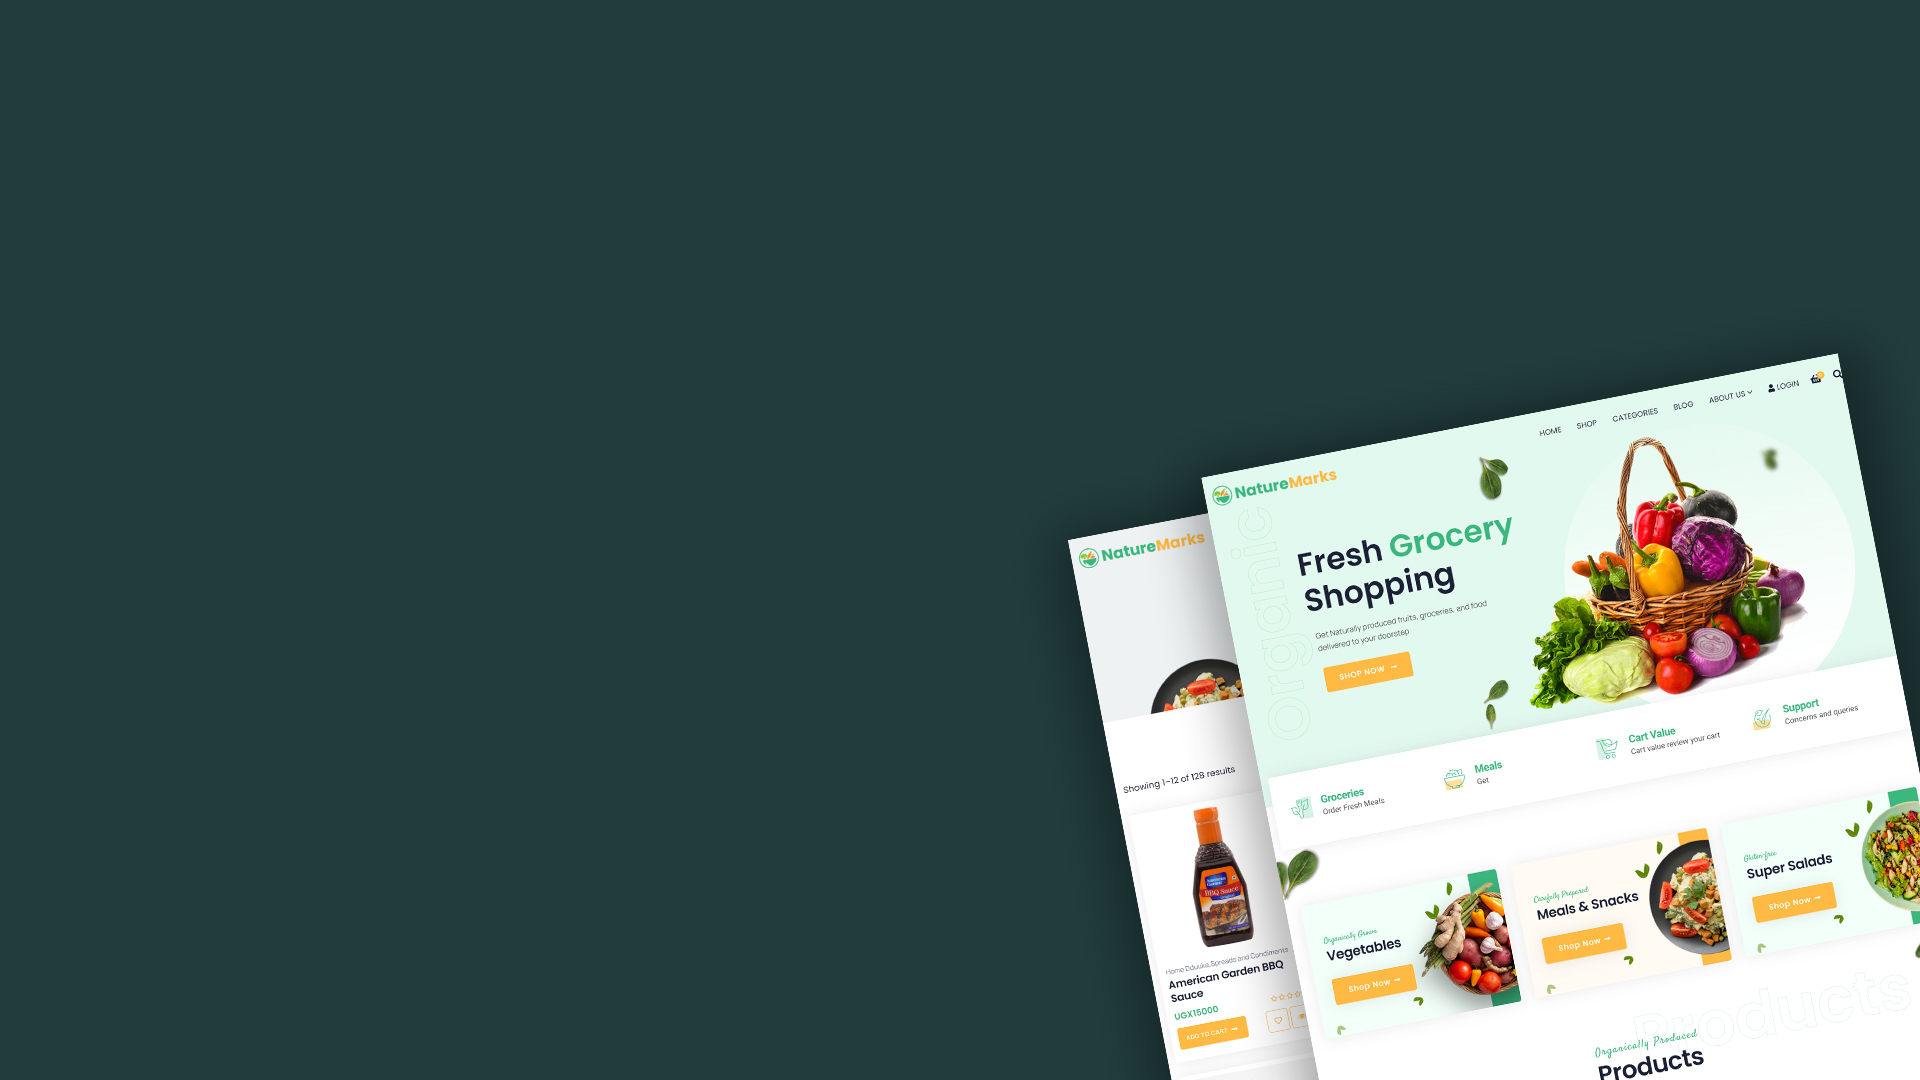 HOME SHOP CATEGORIES BLOG ABOUT US LOGIN
NatureMarks
organic
Fresh Grocery
Shopping
Get Naturally produced fruits, groceries, and food
delivered to your doorstep
SHOP NOW
Groceries
Order Fresh Meals
Meals
Get
Cart Value
Cart value review your cart
Support
Concerns and queries
Organically Grown
Vegetables
Shop Now
Carefully Prepared
Meals & Snacks
Shop Now
Gluten-free
Super Salads
Shop Now
Products
Organically Produced
Products
NatureMarks
Showing 1–12 of 128 results
BBQ Sauce
Home Dduuka, Spreads and Condiments
American Garden BBQ
Sauce
UGX15000
ADD TO CART